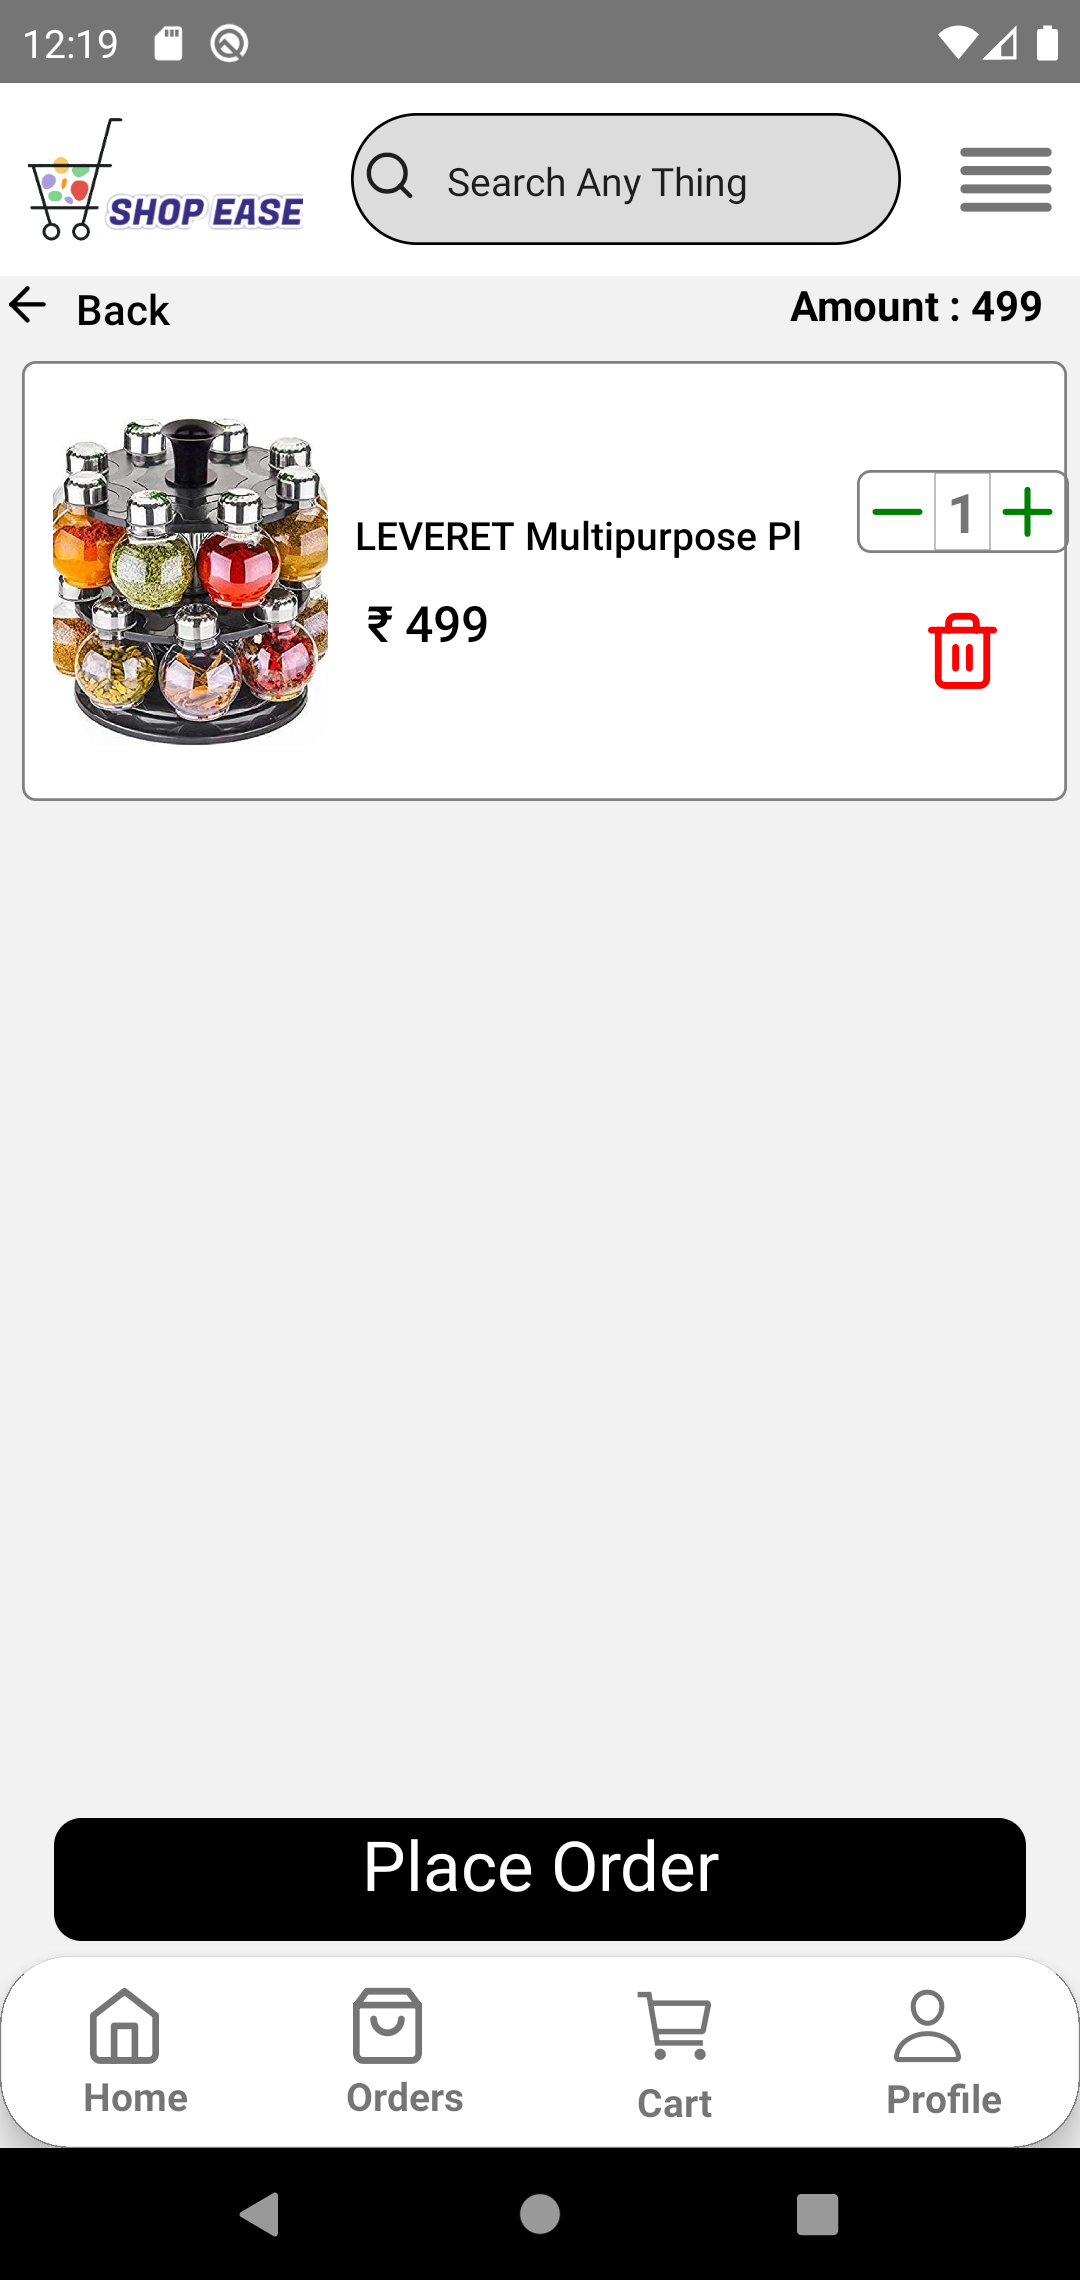 12:19
SHOP EASE
Search Any Thing
Back
Amount : 499
1
LEVERET Multipurpose Pl
₹ 499
Place Order
Home
Orders
Cart
Profile